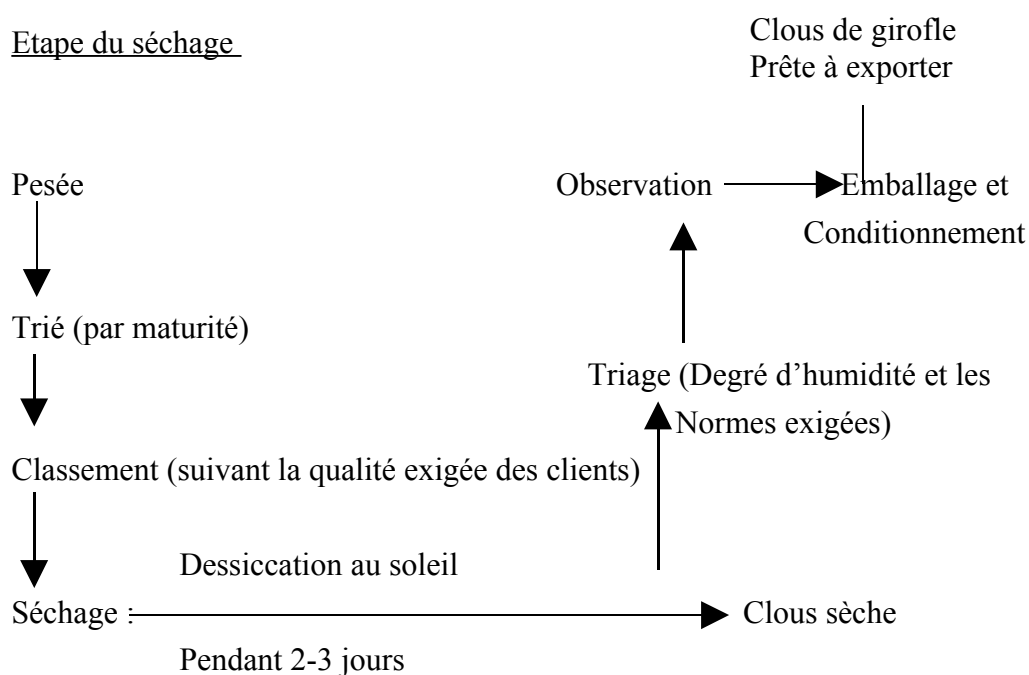 Etape du séchage
Clous de girofle
Prête à exporter
Pesée
Observation
Emballage et
Conditionnement
Trié (par maturité)
Triage (Degré d’humidité et les
Normes exigées)
Classement (suivant la qualité exigée des clients)
Dessiccation au soleil
Séchage :
Clous sèche
Pendant 2-3 jours